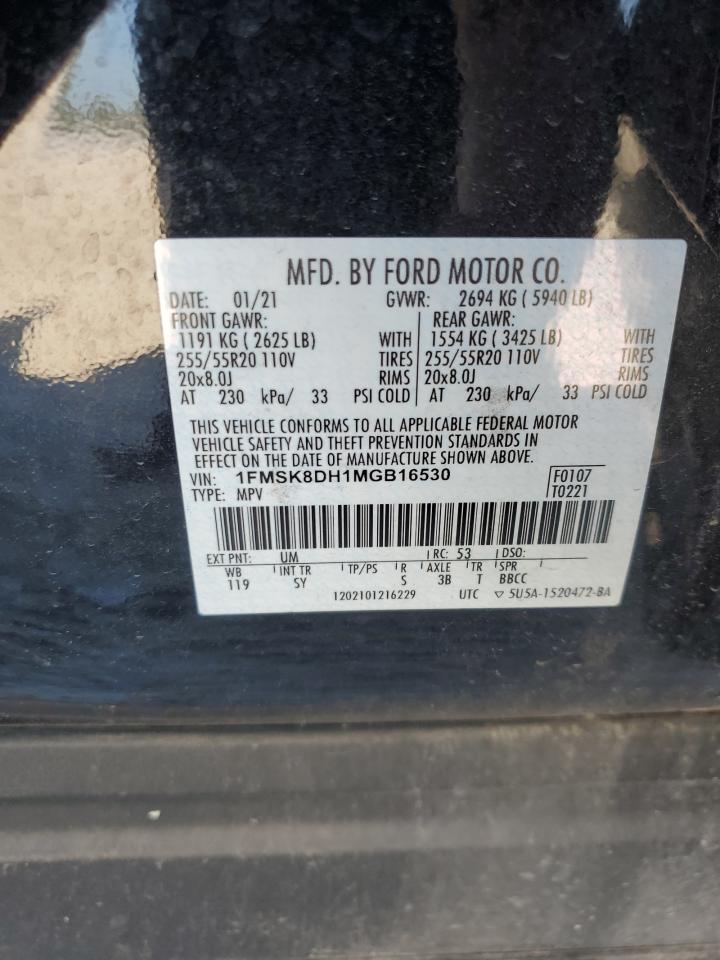 MFD. BY FORD MOTOR CO.
DATE: 01/21 GVWR: 2694 KG ( 5940 LB)
FRONT GAWR: REAR GAWR:
1191 KG ( 2625 LB) WITH 1554 KG ( 3425 LB) WITH
255/55R20 110V TIRES 255/55R20 110V TIRES
20x8.0J RIMS 20x8.0J RIMS
AT 230 kPa/ 33 PSI COLD AT 230 kPa/ 33 PSI COLD
THIS VEHICLE CONFORMS TO ALL APPLICABLE FEDERAL MOTOR
VEHICLE SAFETY AND THEFT PREVENTION STANDARDS IN
EFFECT ON THE DATE OF MANUFACTURE SHOWN ABOVE.
VIN: 1FMSK8DH1MGB16530 F0107
TYPE: MPV T0221
EXT PNT: UM RC: 53 DSO:
WB INT TR TP/PS R AXLE TR SPR
119 SY S 3B T BBCC
1202101216229 UTC ▽ 5U5A-1520472-BA